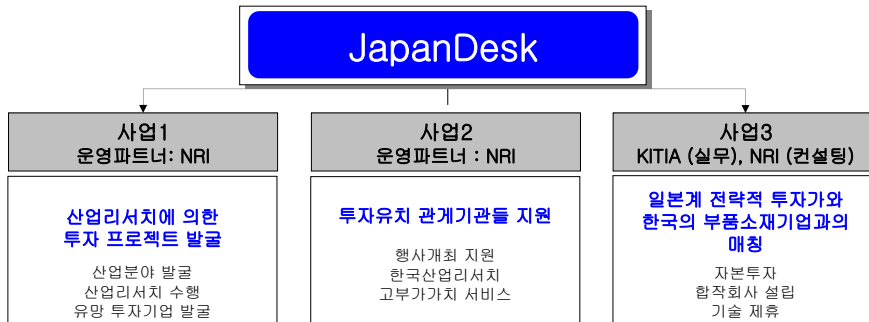 JapanDesk
사업1
운영파트너: NRI
산업리서치에 의한
투자 프로젝트 발굴
산업분야 발굴
산업리서치 수행
유망 투자기업 발굴
사업2
운영파트너 : NRI
투자유치 관게기관들 지원
행사개최 지원
한국산업리서치
고부가가치 서비스
사업3
KITIA (실무), NRI (컨설팅)
일본계 전략적 투자가와
한국의 부품소재기업과의
매칭
자본투자
합작회사 설립
기술 제휴